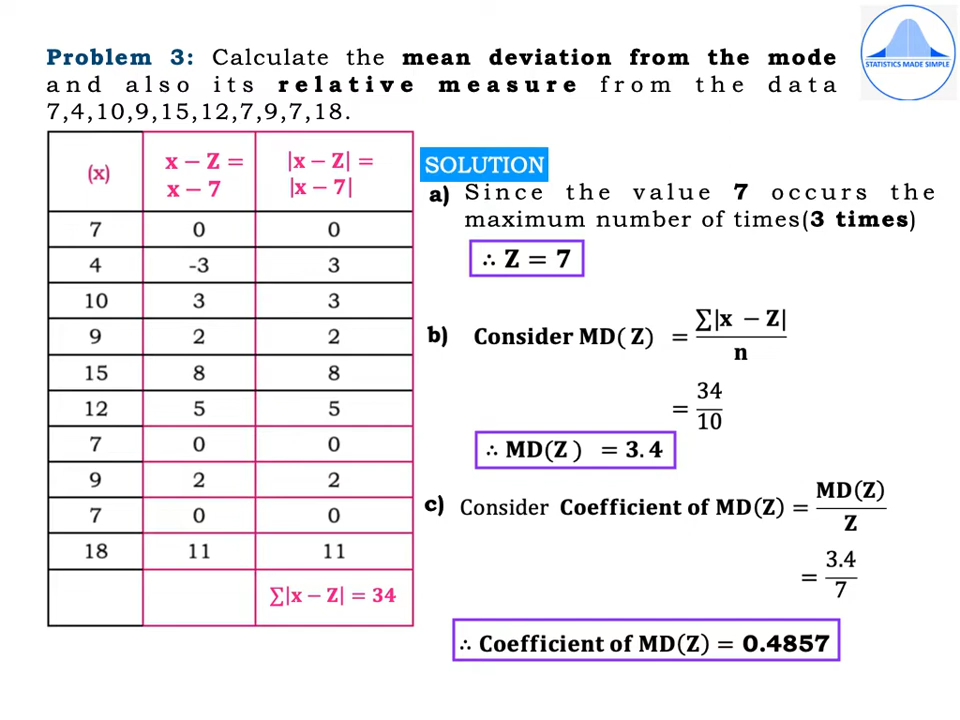 STATISTICS MADE SIMPLE
Problem 3: Calculate the mean deviation from the mode
and also its relative measure from the data
7,4,10,9,15,12,7,9,7,18.
(x) x − Z = x − 7 |x − Z| = |x − 7|
7 0 0
4 -3 3
10 3 3
9 2 2
15 8 8
12 5 5
7 0 0
9 2 2
7 0 0
18 11 11
∑|x − Z| = 34
SOLUTION
a) Since the value 7 occurs the
maximum number of times(3 times)
∴ Z = 7
b) Consider MD( Z) = ∑|x − Z| / n
= 34 / 10
∴ MD(Z ) = 3.4
c) Consider Coefficient of MD(Z) = MD(Z) / Z
= 3.4 / 7
∴ Coefficient of MD(Z) = 0.4857